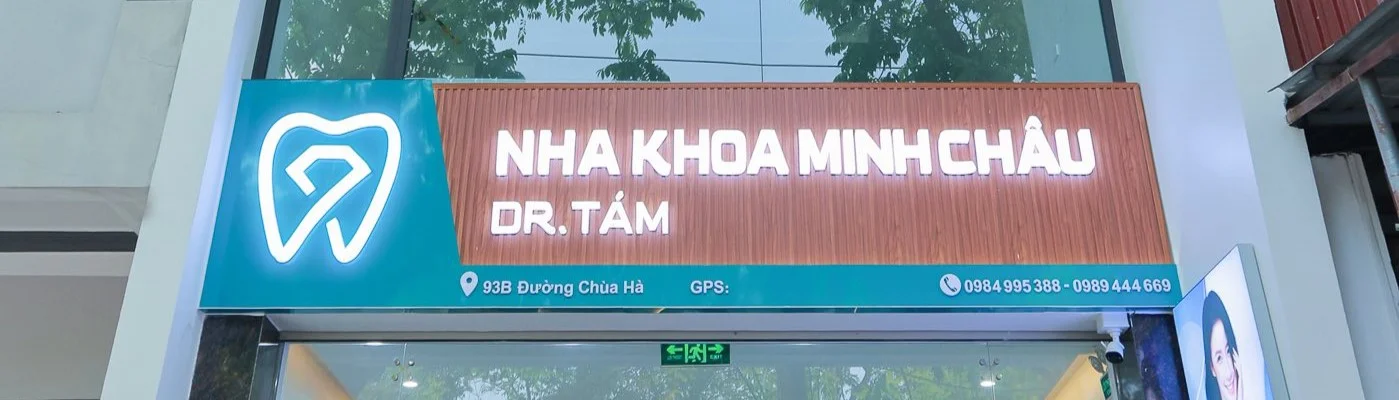 NHA KHOA MINH CHÂU
DR. TÁM
93B Đường Chùa Hà GPS: 0984 995 388 - 0989 444 669
EXIT